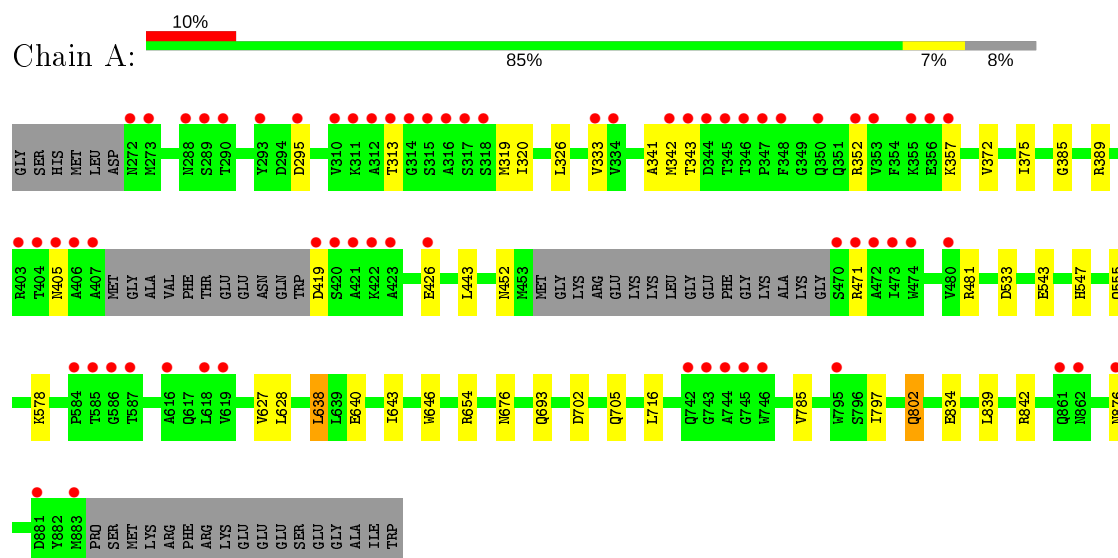 10%
Chain A:
85% 7% 8%
GLY SER HIS MET LEU ASP N272 M273 N288 S289 T290 Y293 D294 D295 V310 K311 A312 T313 G314 S315 A316 S317 S318 M319 I320 L326 V333 V334 A341 M342 T343 D344 T345 T346 P347 F348 G349 Q350 Q351 R352 V353 F354 K355 E356 K357 V372 I375 G385 R389
R403 T404 N405 A406 A407 MET GLY ALA VAL PHE THR GLU GLU ASN GLN TRP D419 S420 A421 K422 A423 E426 L443 N452 M453 MET GLY LYS ARG GLU LYS LYS LEU GLY GLU PHE GLY LYS ALA LYS GLY S470 R471 A472 I473 W474 V480 R481 D533 E543 H547
K578 P584 T585 G586 T587 A616 Q617 L618 V619 V627 L628 L638 L639 E640 I643 W646 R654 N676 Q693 D702 Q705 L716 Q742 G743 A744 G745 W746 V785 W795 S796 I797 Q802 E834 L839 R842 Q861 N862
D881 Y882 M883 PRO SER MET LYS ARG PHE ARG LYS GLU GLU GLU SER GLU GLY ALA ILE TRP